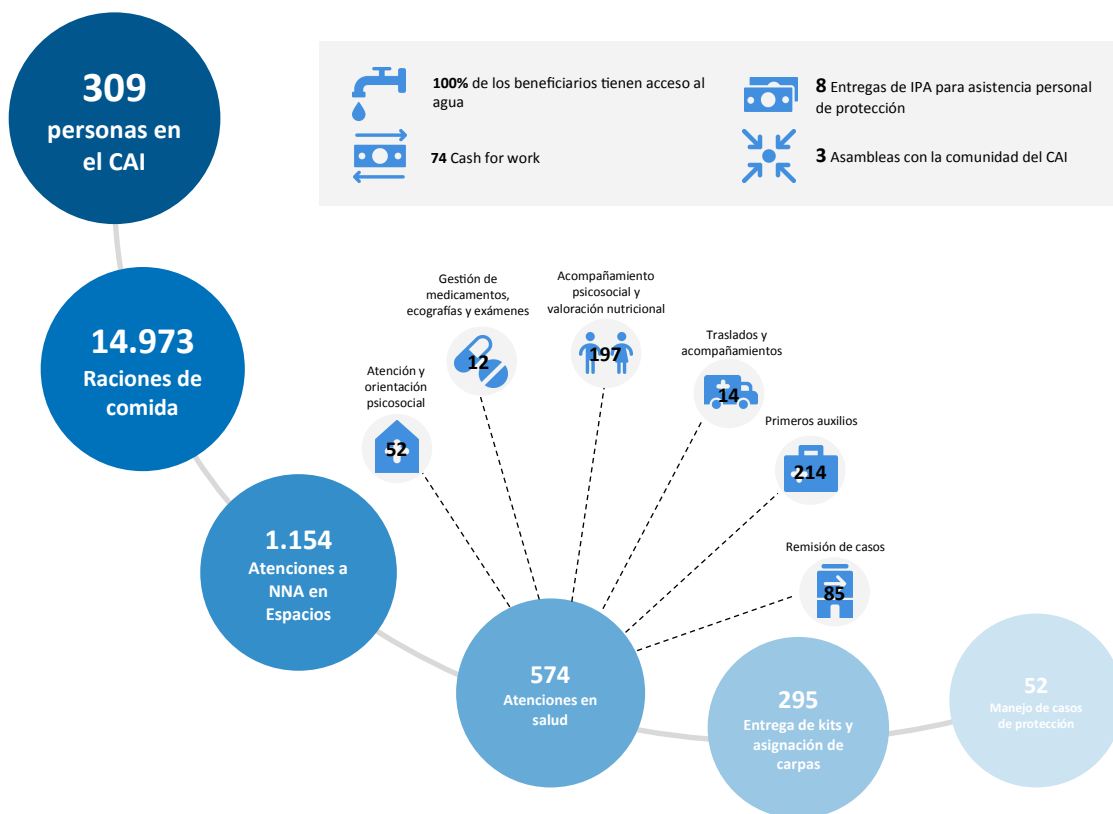 309
personas en
el CAI
100% de los beneficiarios tienen acceso al
agua
74 Cash for work
8 Entregas de IPA para asistencia personal
de protección
3 Asambleas con la comunidad del CAI
14.973
Raciones de
comida
Gestión de
medicamentos,
ecografías y exámenes
12
Acompañamiento
psicosocial y
valoración nutricional
197
Traslados y
acompañamientos
14
Atención y
orientación
psicosocial
52
Primeros auxilios
214
Remisión de casos
85
1.154
Atenciones a
NNA en
Espacios
574
Atenciones en
salud
295
Entrega de kits y
asignación de
carpas
52
Manejo de casos
de protección